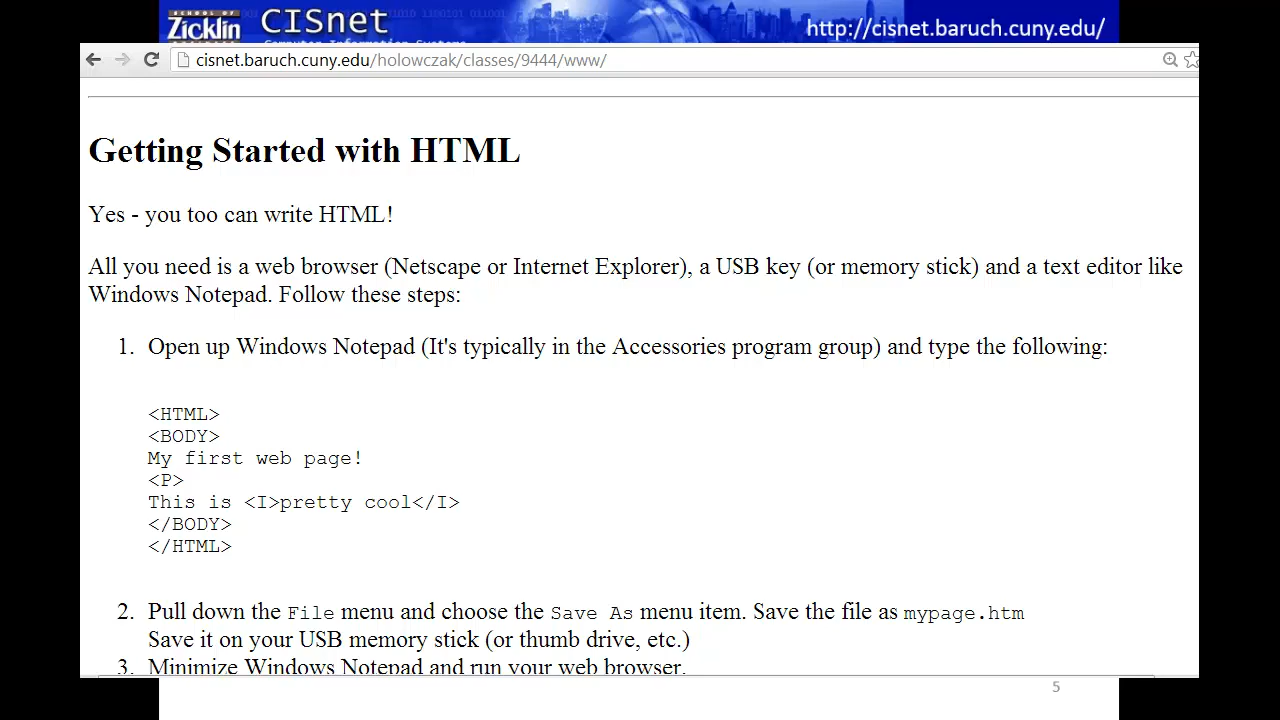 SCHOOL OF
Zicklin
BUSINESS
CISnet
Computer Information Systems
http://cisnet.baruch.cuny.edu/
cisnet.baruch.cuny.edu/holowczak/classes/9444/www/
Getting Started with HTML
Yes - you too can write HTML!
All you need is a web browser (Netscape or Internet Explorer), a USB key (or memory stick) and a text editor like
Windows Notepad. Follow these steps:
1. Open up Windows Notepad (It's typically in the Accessories program group) and type the following:
<HTML>
<BODY>
My first web page!
<P>
This is <I>pretty cool</I>
</BODY>
</HTML>
2. Pull down the File menu and choose the Save As menu item. Save the file as mypage.htm
Save it on your USB memory stick (or thumb drive, etc.)
3. Minimize Windows Notepad and run your web browser.
5